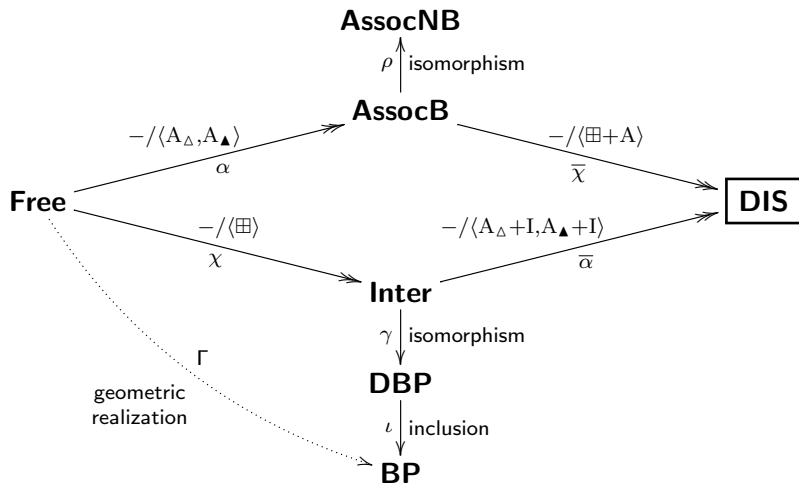 AssocNB
ρ isomorphism
AssocB
−/⟨A△,A▲⟩
α
−/⟨⊞+A⟩
χ̅
Free
DIS
−/⟨⊞⟩
χ
−/⟨A△+I,A▲+I⟩
α̅
Inter
γ isomorphism
Γ
DBP
geometric
realization
ι inclusion
BP